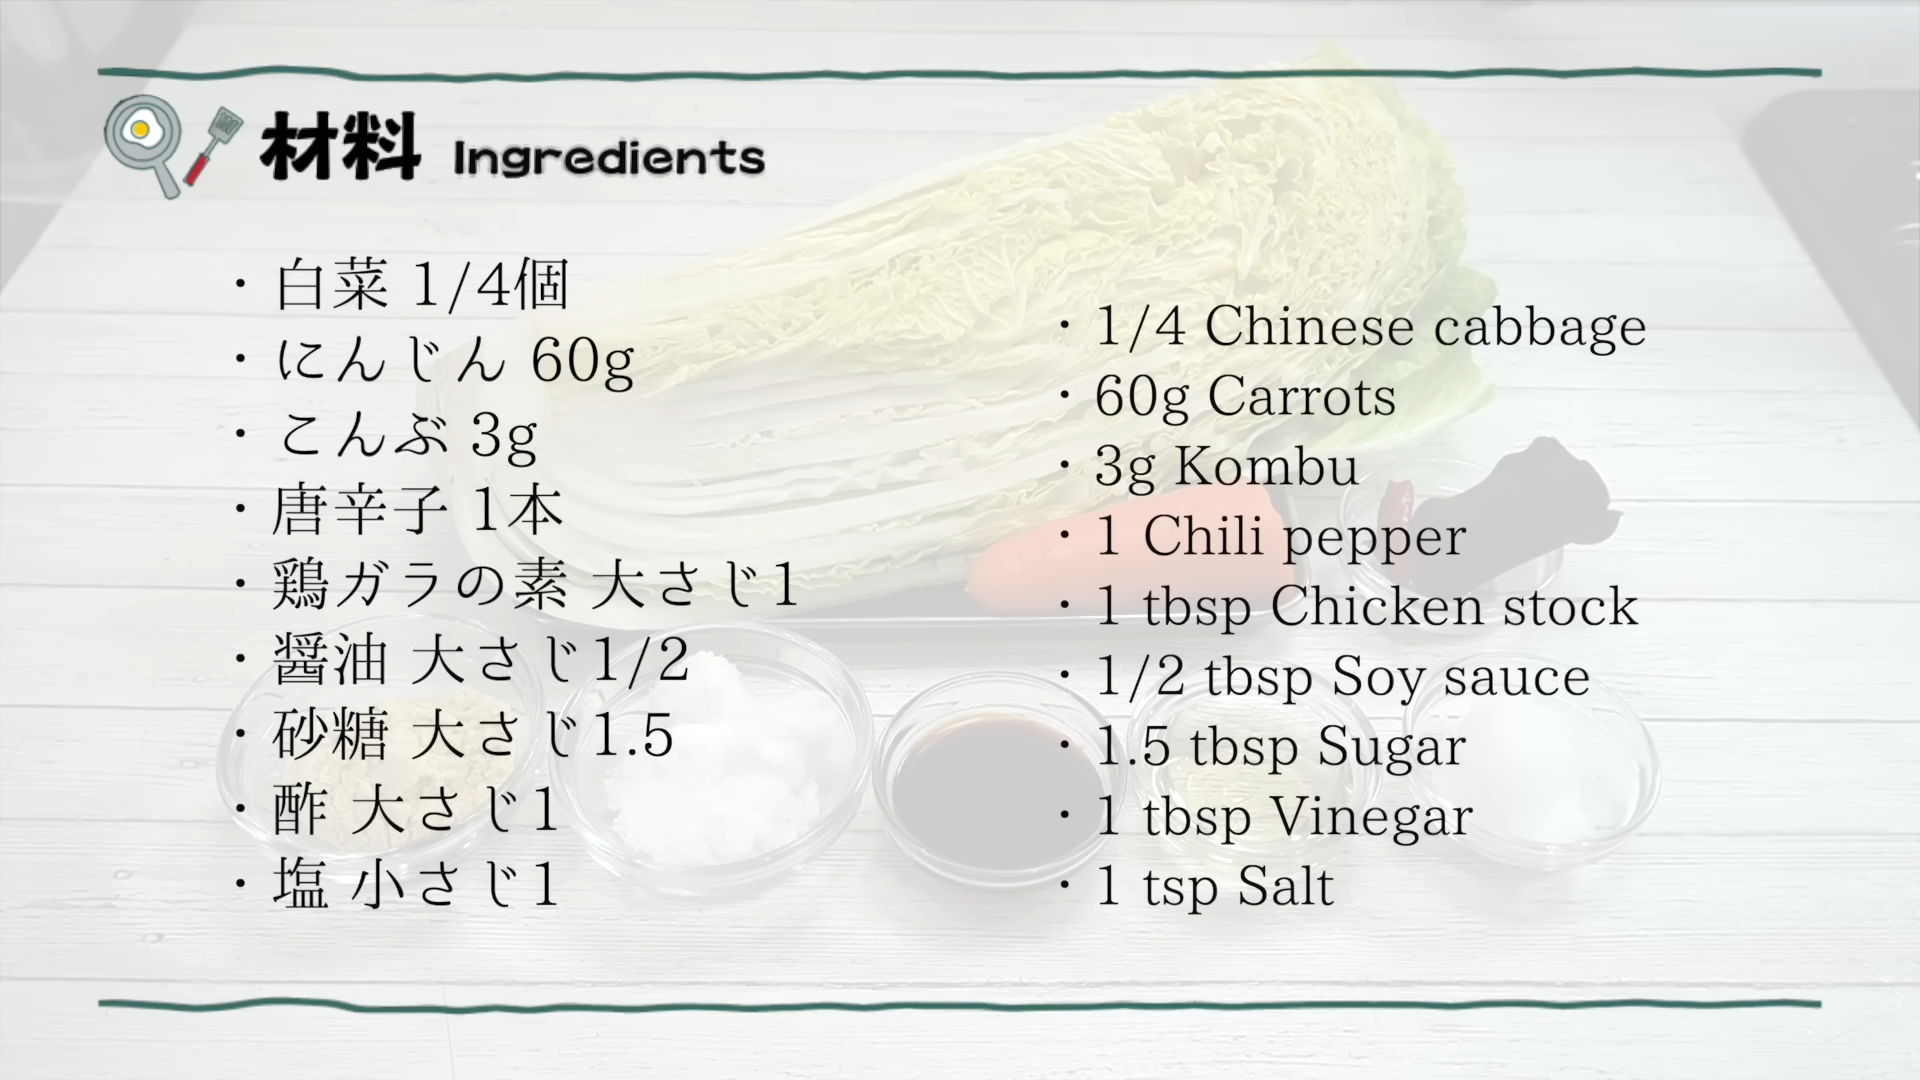 材料 Ingredients
・白菜 1/4個
・にんじん 60g
・こんぶ 3g
・唐辛子 1本
・鶏ガラの素 大さじ1
・醤油 大さじ1/2
・砂糖 大さじ1.5
・酢 大さじ1
・塩 小さじ1
・1/4 Chinese cabbage
・60g Carrots
・3g Kombu
・1 Chili pepper
・1 tbsp Chicken stock
・1/2 tbsp Soy sauce
・1.5 tbsp Sugar
・1 tbsp Vinegar
・1 tsp Salt